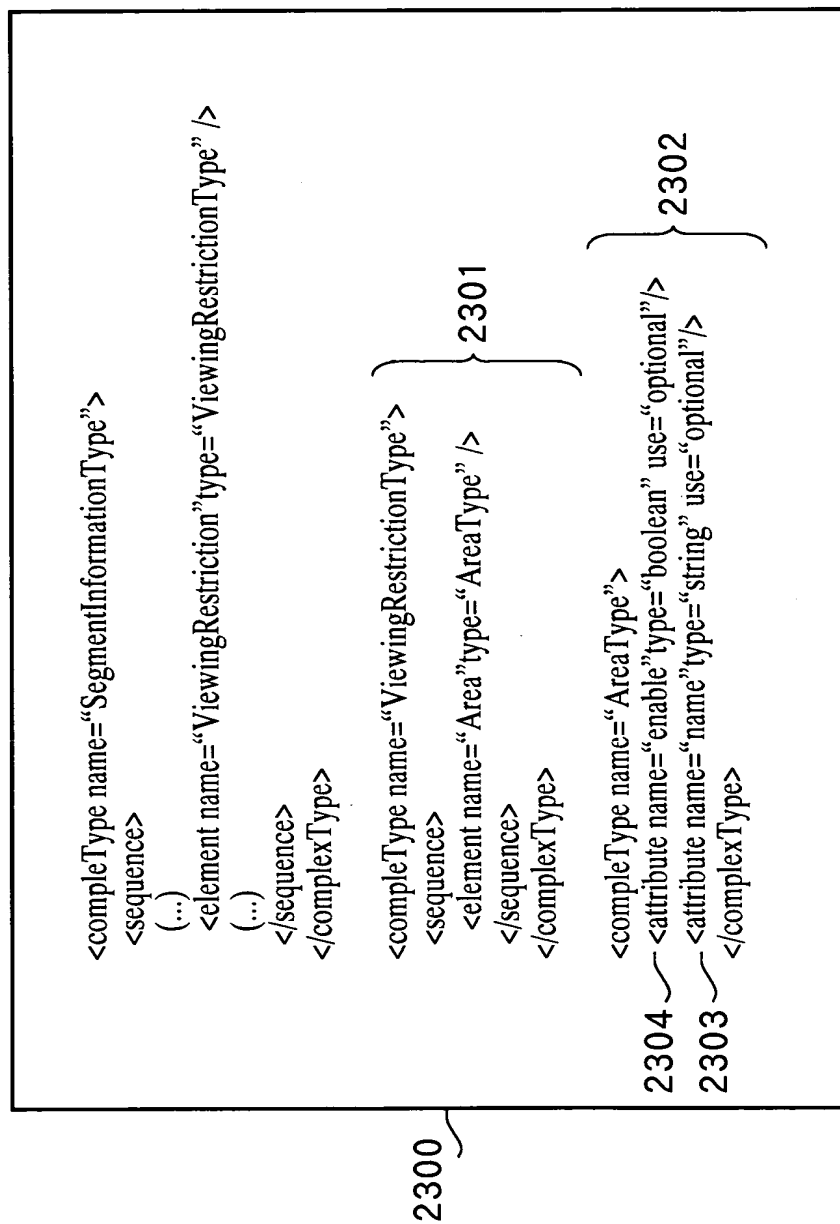 <compleType name=“SegmentInformationType”>
<sequence>
(...)
<element name=“ViewingRestriction”type=“ViewingRestrictionType” />
(...)
</sequence>
</complexType>
<compleType name=“ViewingRestrictionType”>
<sequence>
<element name=“Area”type=“AreaType” />
</sequence>
</complexType>
2301
<compleType name=“AreaType”>
2304 <attribute name=“enable”type=“boolean” use=“optional”/>
2303 <attribute name=“name”type=“string” use=“optional”/>
</complexType>
2302
2300